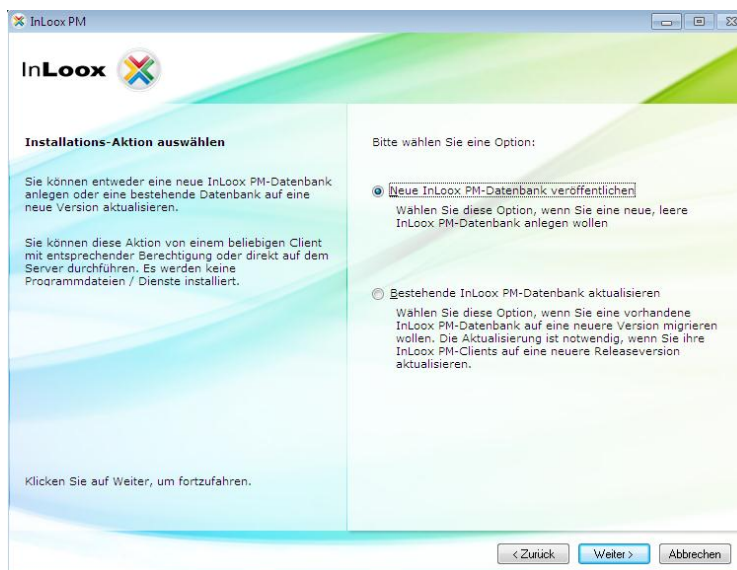 InLoox PM
InLoox
Installations-Aktion auswählen
Sie können entweder eine neue InLoox PM-Datenbank
anlegen oder eine bestehende Datenbank auf eine
neue Version aktualisieren.
Sie können diese Aktion von einem beliebigen Client
mit entsprechender Berechtigung oder direkt auf dem
Server durchführen. Es werden keine
Programmdateien / Dienste installiert.
Klicken Sie auf Weiter, um fortzufahren.
Bitte wählen Sie eine Option:
Neue InLoox PM-Datenbank veröffentlichen
Wählen Sie diese Option, wenn Sie eine neue, leere
InLoox PM-Datenbank anlegen wollen
Bestehende InLoox PM-Datenbank aktualisieren
Wählen Sie diese Option, wenn Sie eine vorhandene
InLoox PM-Datenbank auf eine neuere Version migrieren
wollen. Die Aktualisierung ist notwendig, wenn Sie ihre
InLoox PM-Clients auf eine neuere Releaseversion
aktualisieren.
< Zurück
Weiter >
Abbrechen